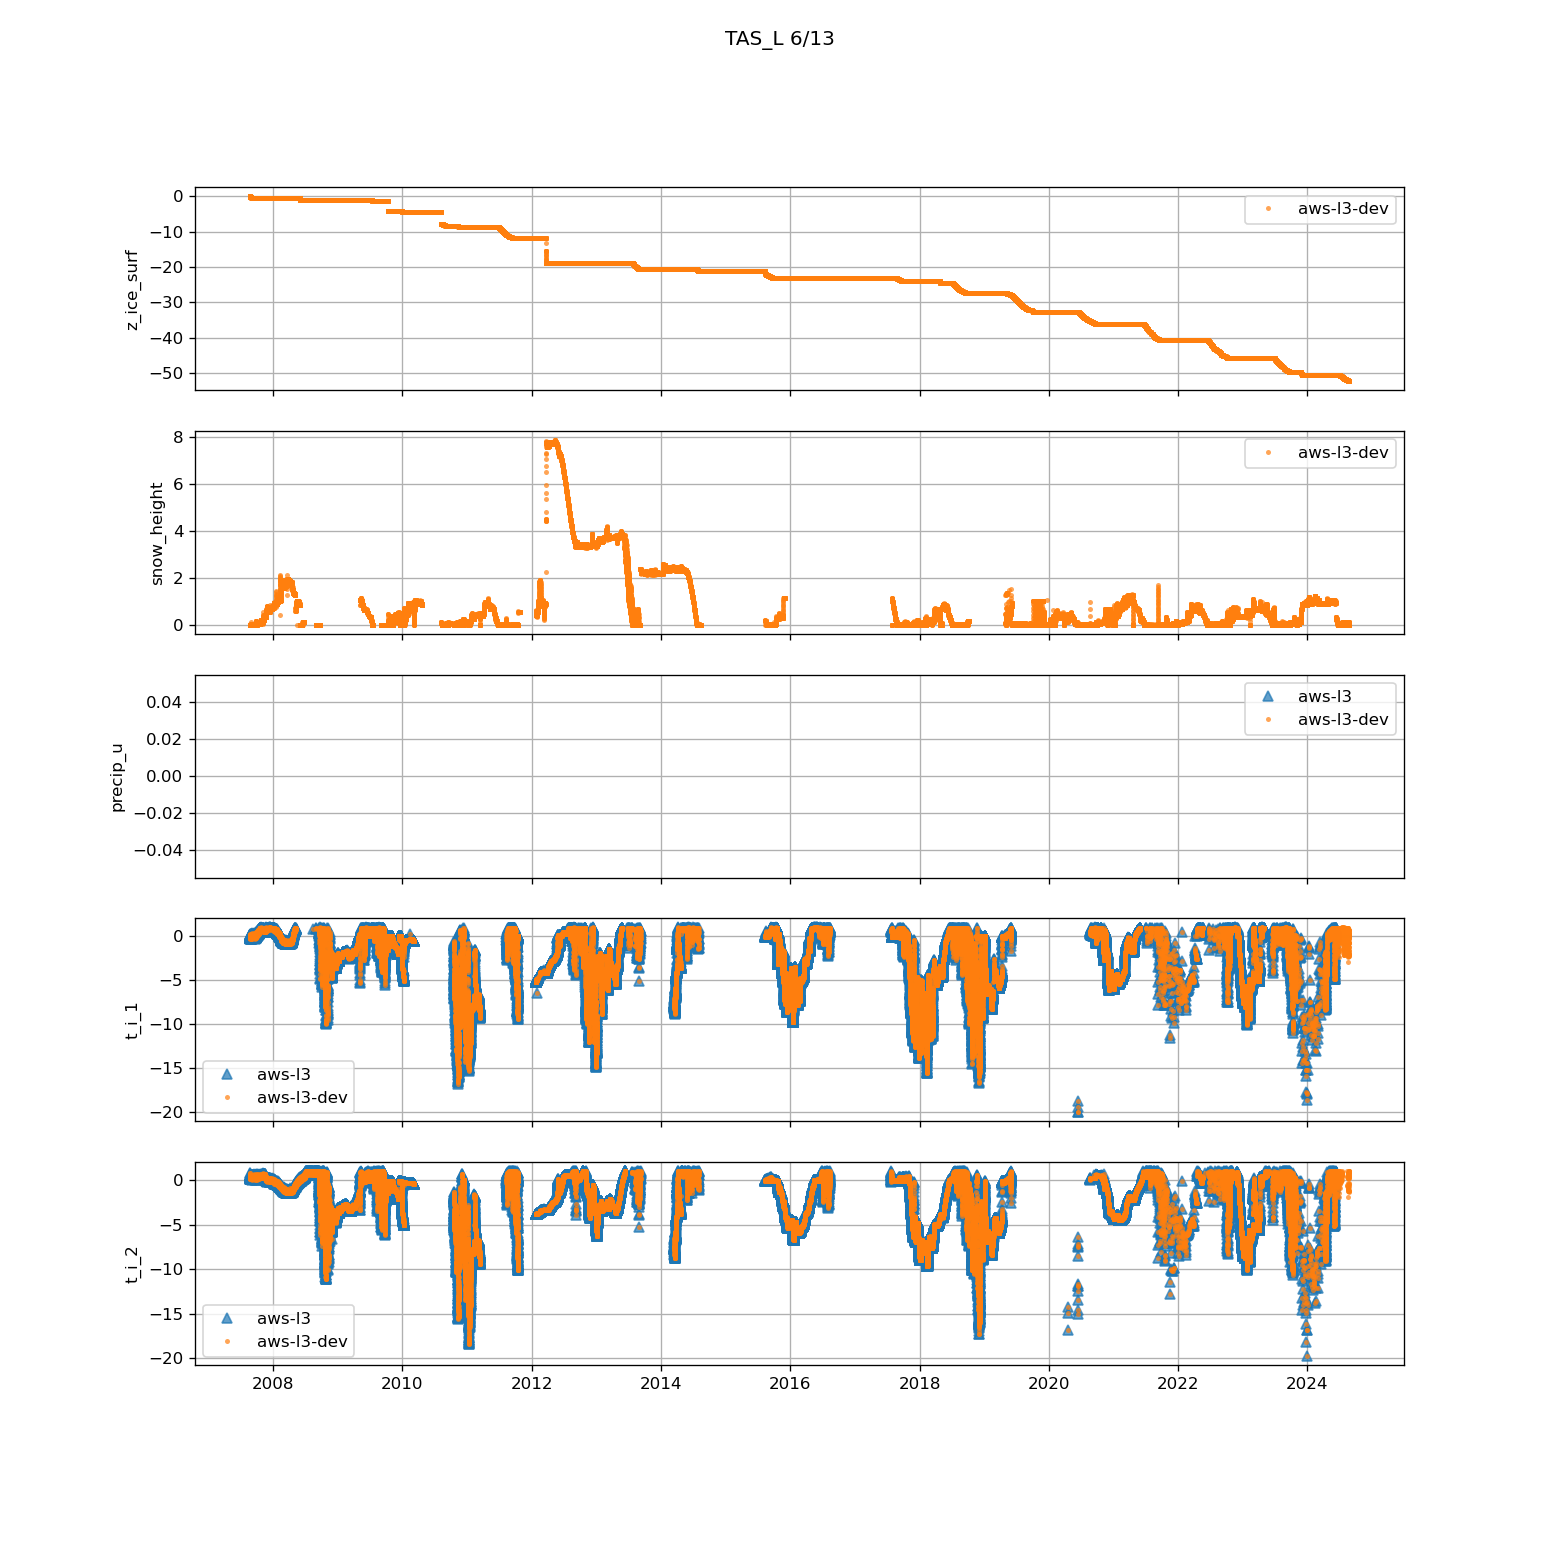 TAS_L 6/13
z_ice_surf
0
−10
−20
−30
−40
−50
aws-l3-dev
snow_height
8
6
4
2
0
aws-l3-dev
precip_u
0.04
0.02
0.00
−0.02
−0.04
aws-l3
aws-l3-dev
t_i_1
0
−5
−10
−15
−20
aws-l3
aws-l3-dev
t_i_2
0
−5
−10
−15
−20
aws-l3
aws-l3-dev
2008 2010 2012 2014 2016 2018 2020 2022 2024